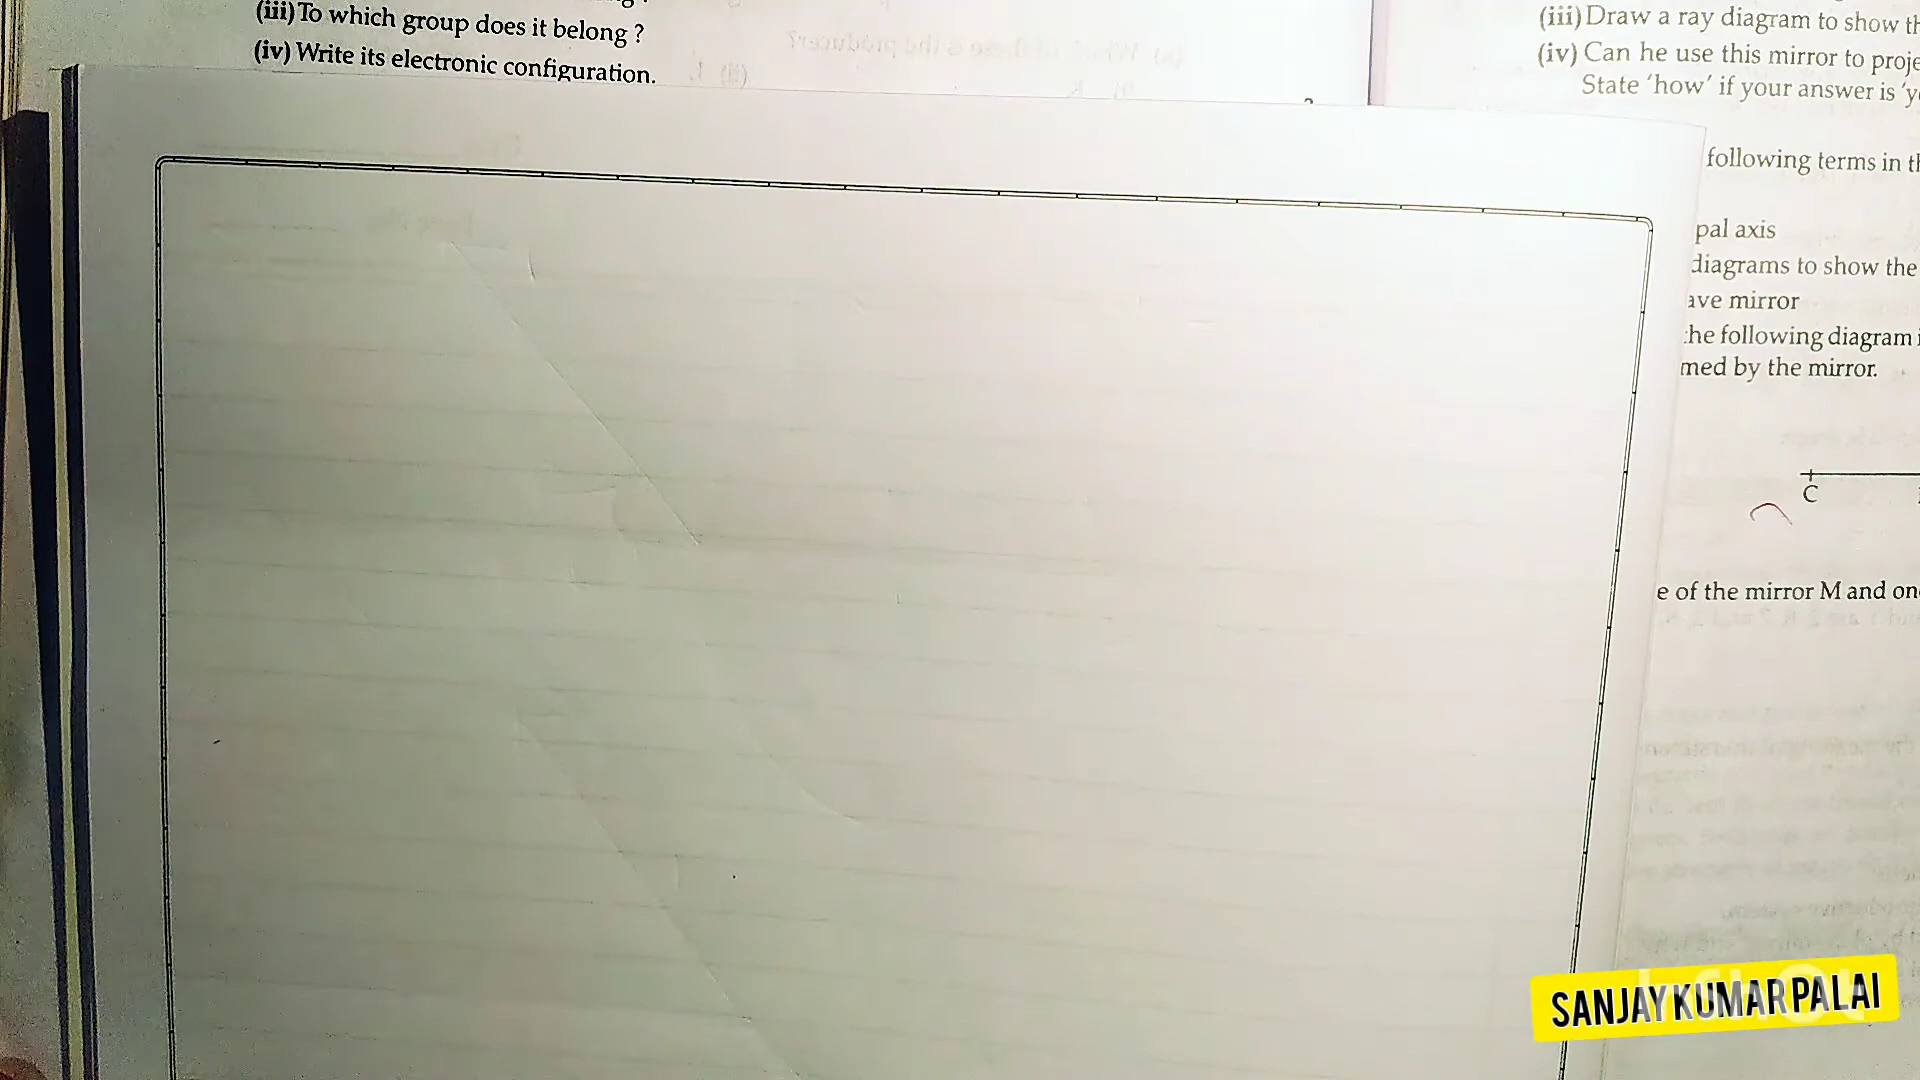 (iii) To which group does it belong ?
(iv) Write its electronic configuration.
(iii) Draw a ray diagram to show th
(iv) Can he use this mirror to proje
State 'how' if your answer is 'y
following terms in th
pal axis
diagrams to show the
ave mirror
he following diagram
med by the mirror.
C
e of the mirror M and on
SANJAY KUMAR PALAI